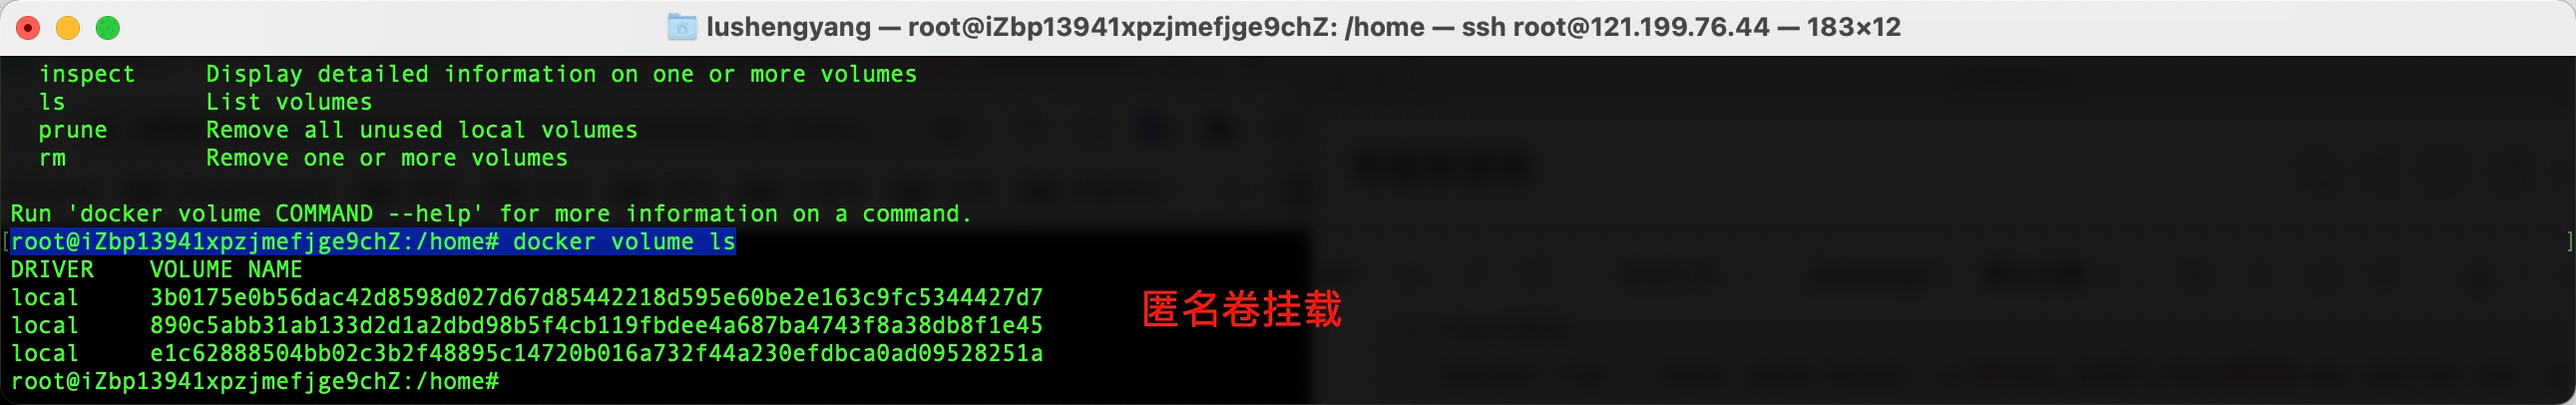 lushengyang — root@iZbp13941xpzjmefjge9chZ: /home — ssh root@121.199.76.44 — 183×12
inspect     Display detailed information on one or more volumes
ls          List volumes
prune       Remove all unused local volumes
rm          Remove one or more volumes
Run 'docker volume COMMAND --help' for more information on a command.
[root@iZbp13941xpzjmefjge9chZ:/home# docker volume ls ]
DRIVER    VOLUME NAME
local     3b0175e0b56dac42d8598d027d67d85442218d595e60be2e163c9fc5344427d7
local     890c5abb31ab133d2d1a2dbd98b5f4cb119fbdee4a687ba4743f8a38db8f1e45
local     e1c62888504bb02c3b2f48895c14720b016a732f44a230efdbca0ad09528251a
匿名卷挂载
root@iZbp13941xpzjmefjge9chZ:/home#